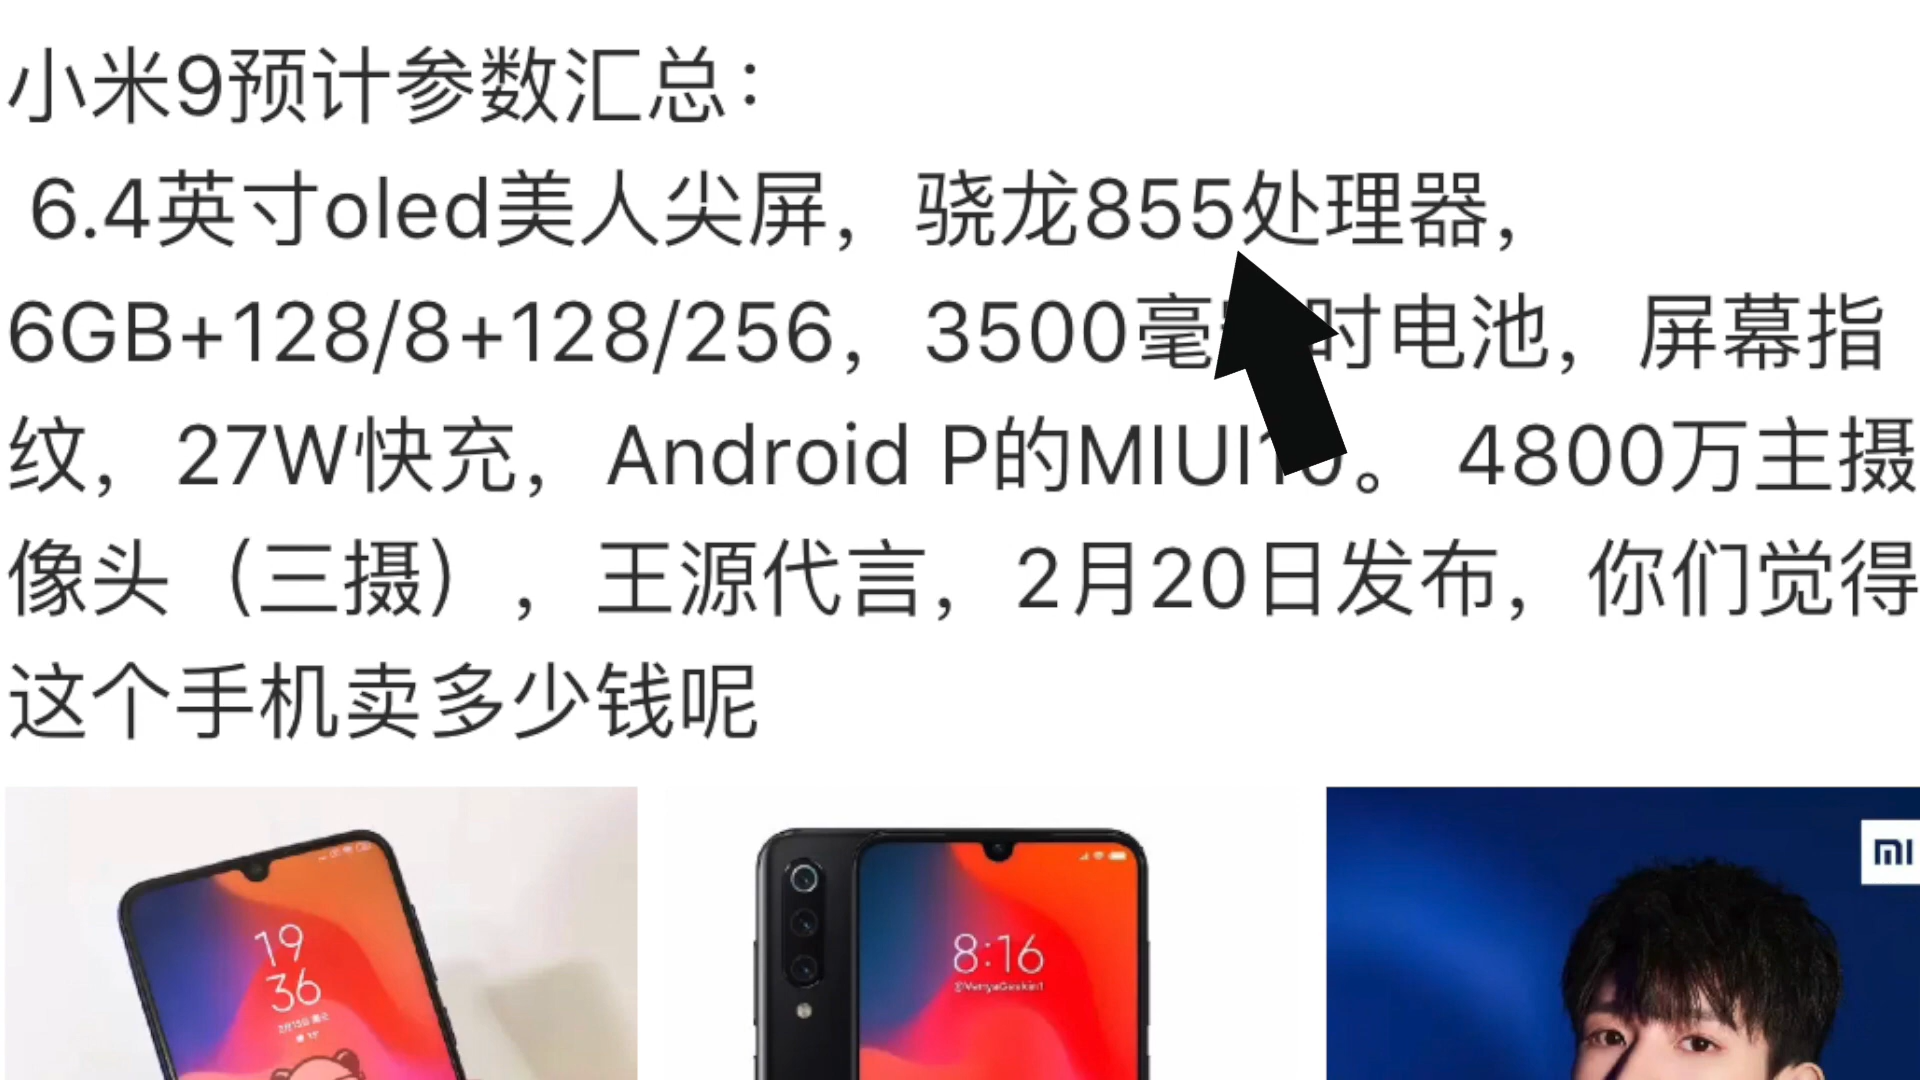 小米9预计参数汇总：
6.4英寸oled美人尖屏，骁龙855处理器，
6GB+128/8+128/256，3500毫时电池，屏幕指
纹，27W快充，Android P的MIUI10。4800万主摄
像头（三摄），王源代言，2月20日发布，你们觉得
这个手机卖多少钱呢
19
36
8:16
mi